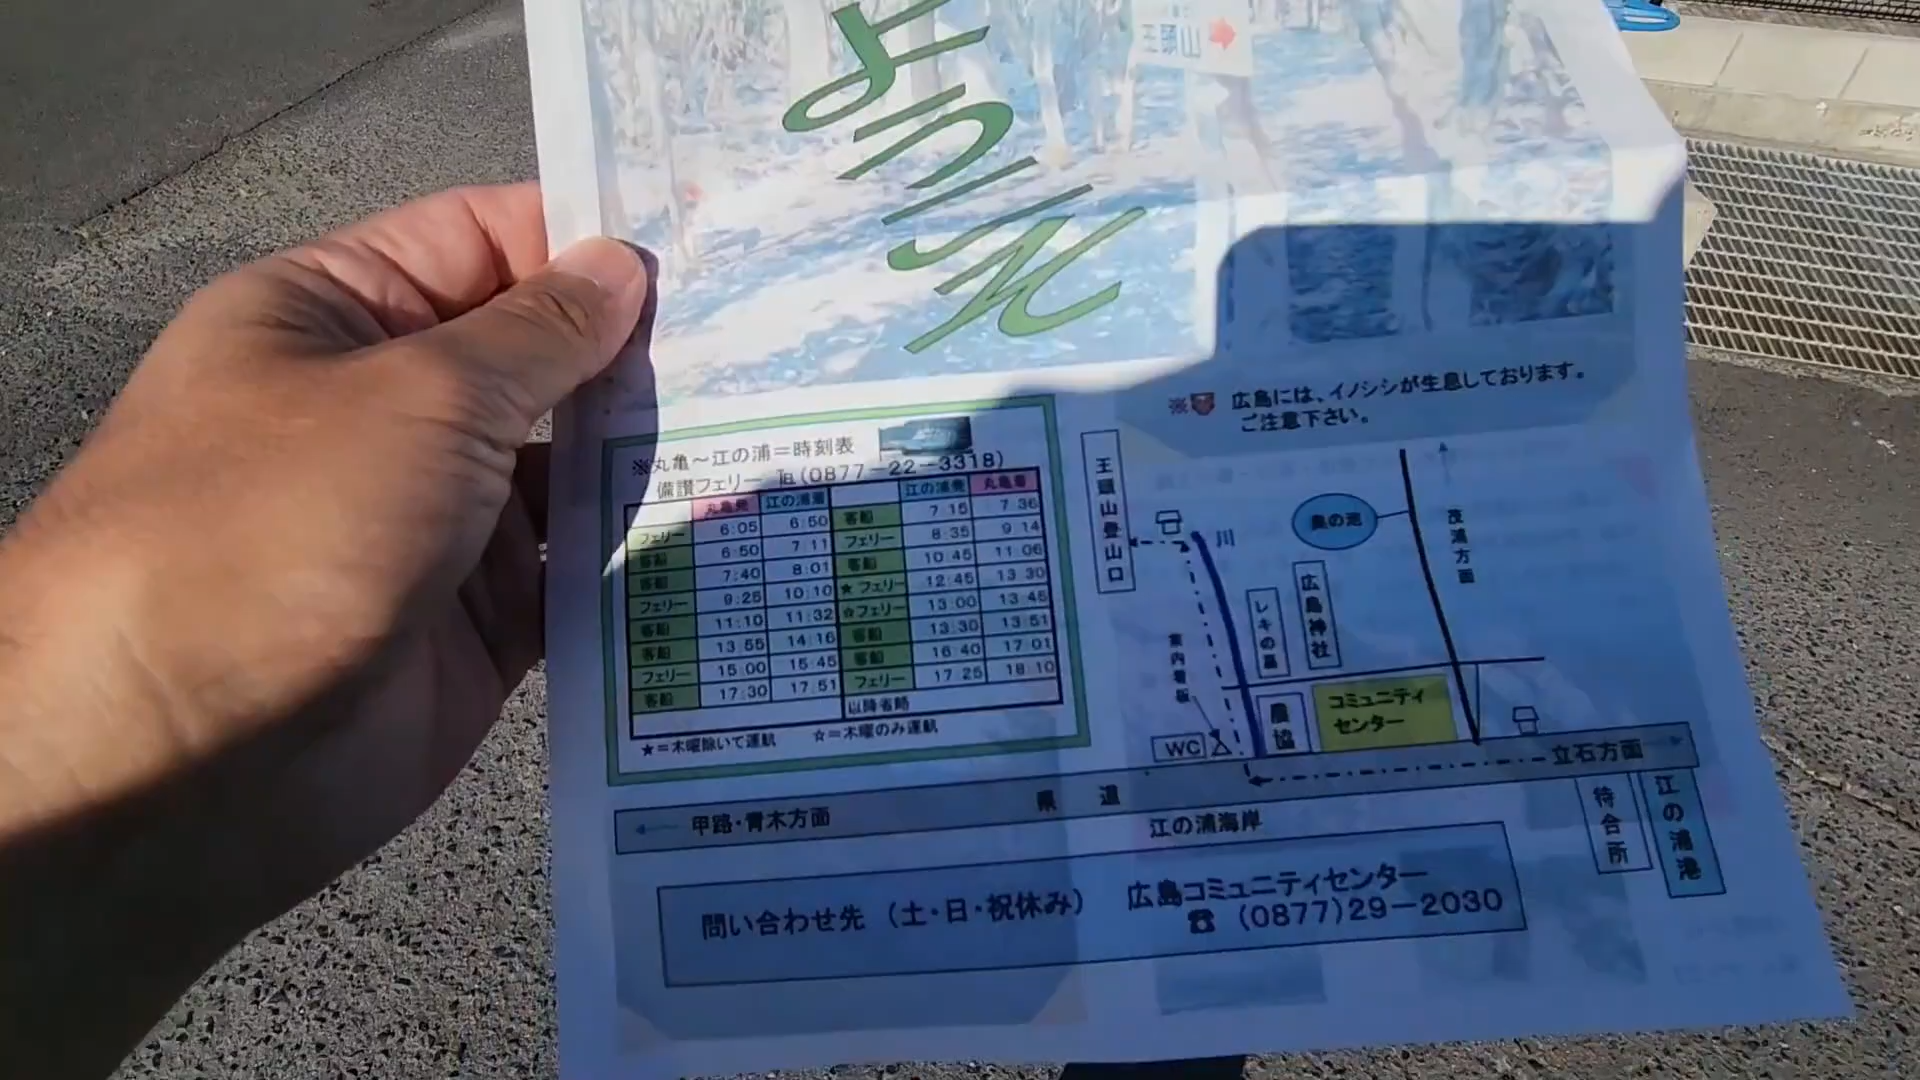 ようこそ
王頭山
※ 広島には、イノシシが生息しております。
ご注意下さい。
※丸亀～江の浦＝時刻表
備讃フェリー ℡(0877－22－3318)
丸亀発 江の浦着 江の浦発 丸亀着
フェリー 6:05 6:50 客船 7:15 7:36
客船 6:50 7:11 フェリー 8:35 9:14
客船 7:40 8:01 客船 10:45 11:06
フェリー 9:25 10:10 ★フェリー 12:45 13:30
客船 11:10 11:32 ☆フェリー 13:00 13:45
客船 13:55 14:16 客船 13:30 13:51
フェリー 15:00 15:45 客船 16:40 17:01
客船 17:30 17:51 フェリー 17:25 18:10
以降省略
★＝木曜除いて運航 ☆＝木曜のみ運航
王頭山登山口
川
奥の池
茂浦方面
レキの墓
広島神社
案内看板
WC
農協
コミュニティ
センター
立石方面
甲路・青木方面
県道
江の浦海岸
待合所
江の浦港
問い合わせ先 （土・日・祝休み） 広島コミュニティセンター
☎ (0877)29－2030